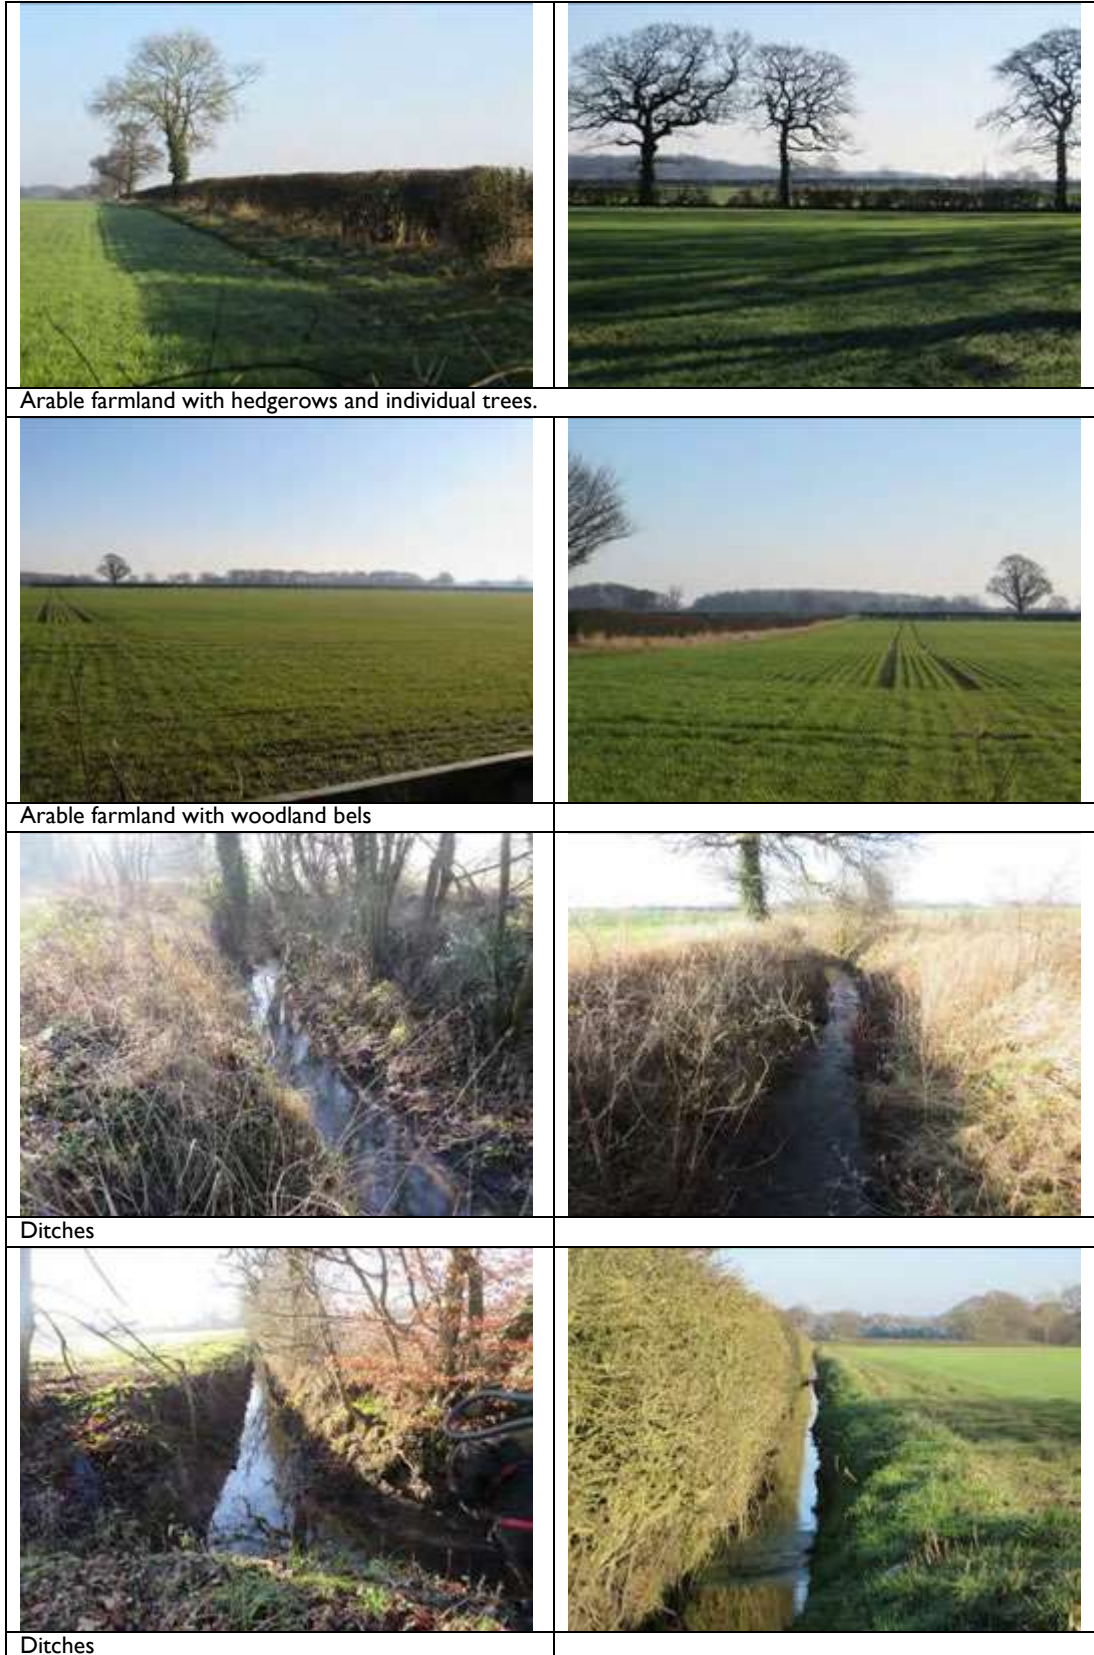 Arable farmland with hedgerows and individual trees.
Arable farmland with woodland bels
Ditches
Ditches